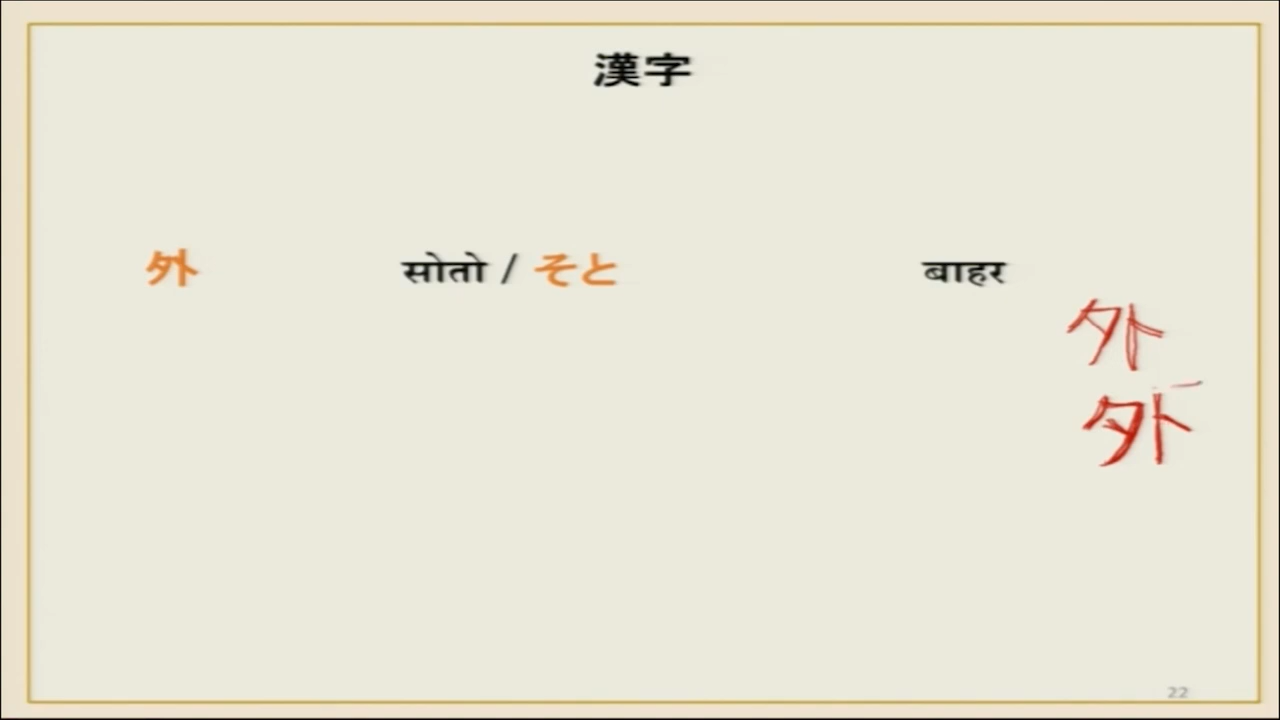 漢字
外 सोतो / そと बाहर
外
外
22